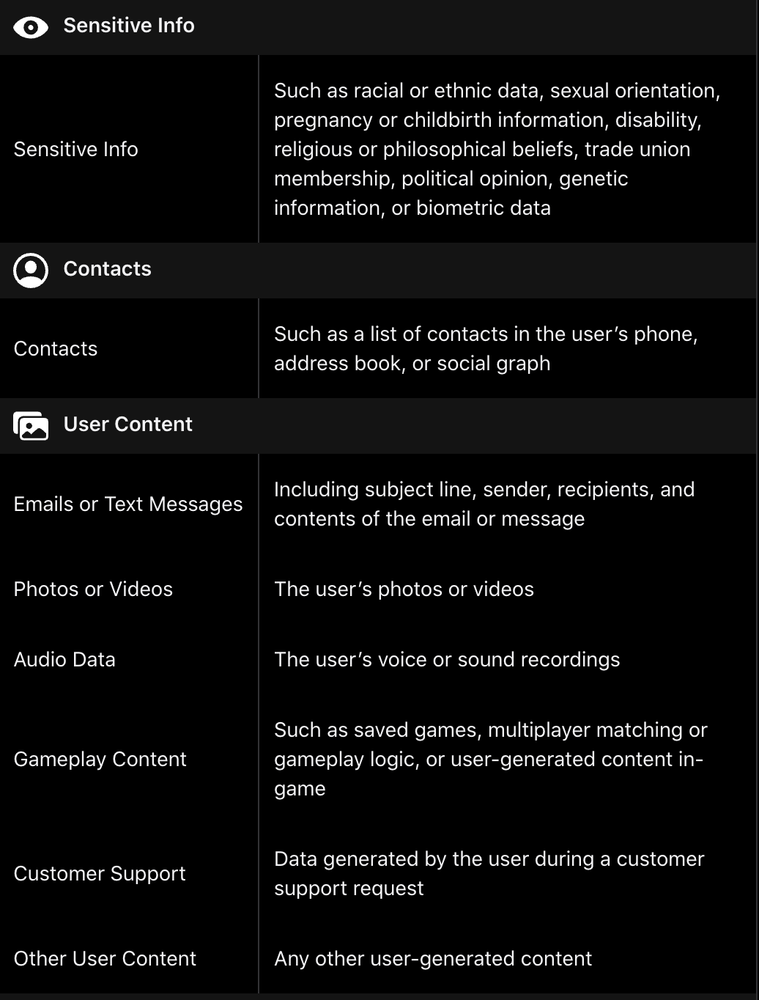 Sensitive Info
Sensitive Info
Such as racial or ethnic data, sexual orientation,
pregnancy or childbirth information, disability,
religious or philosophical beliefs, trade union
membership, political opinion, genetic
information, or biometric data
Contacts
Contacts
Such as a list of contacts in the user’s phone,
address book, or social graph
User Content
Emails or Text Messages
Including subject line, sender, recipients, and
contents of the email or message
Photos or Videos
The user’s photos or videos
Audio Data
The user’s voice or sound recordings
Gameplay Content
Such as saved games, multiplayer matching or
gameplay logic, or user-generated content in-
game
Customer Support
Data generated by the user during a customer
support request
Other User Content
Any other user-generated content